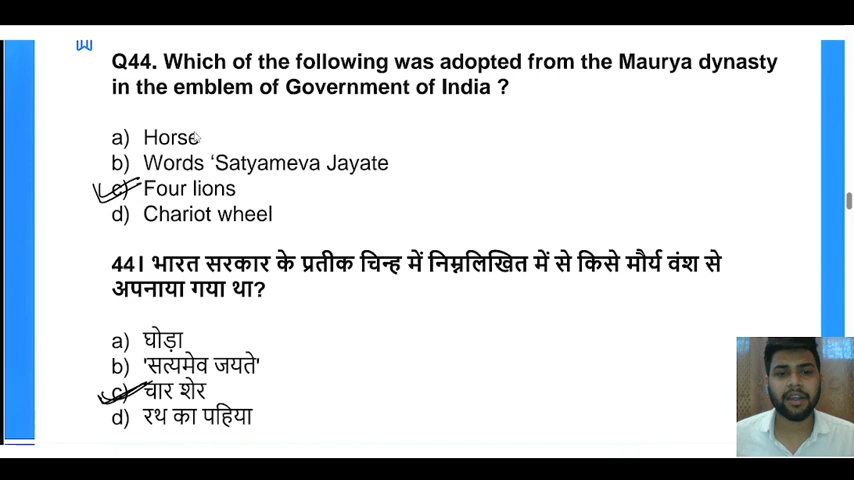 Q44. Which of the following was adopted from the Maurya dynasty
in the emblem of Government of India ?
a) Horse
b) Words ‘Satyameva Jayate
c) Four lions
d) Chariot wheel
44। भारत सरकार के प्रतीक चिन्ह में निम्नलिखित में से किसे मौर्य वंश से
अपनाया गया था?
a) घोड़ा
b) 'सत्यमेव जयते'
c) चार शेर
d) रथ का पहिया